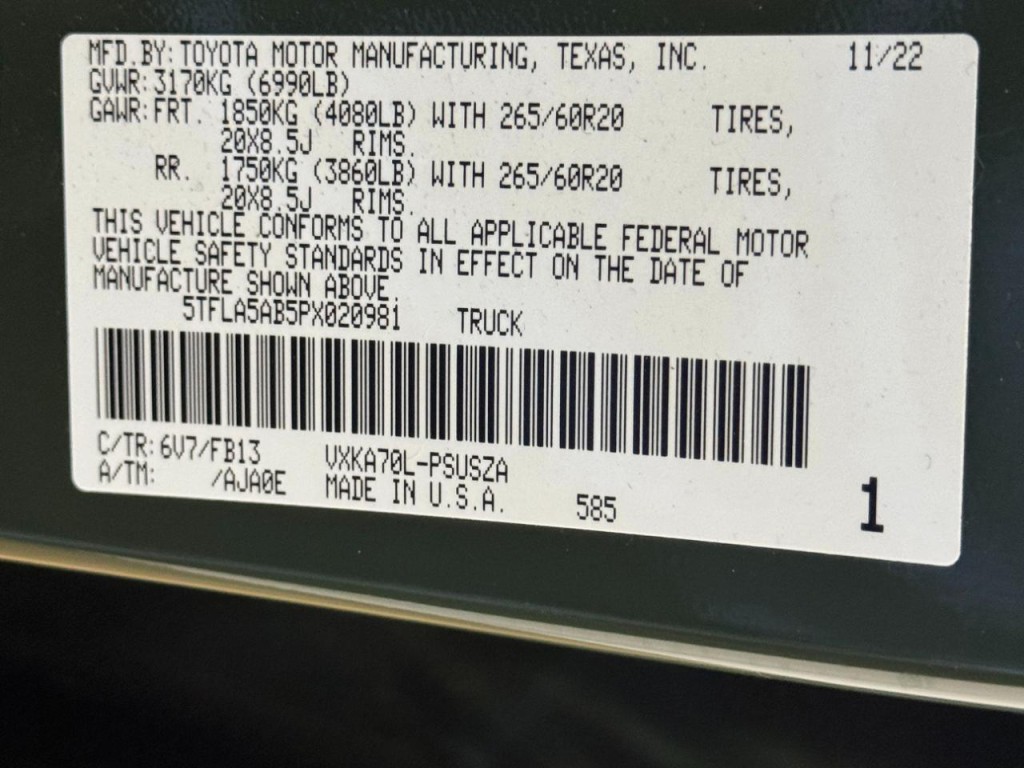 MFD.BY: TOYOTA MOTOR MANUFACTURING, TEXAS, INC. 11/22
GVWR: 3170KG (6990LB)
GAWR: FRT. 1850KG (4080LB) WITH 265/60R20 TIRES,
20X8.5J RIMS.
RR. 1750KG (3860LB) WITH 265/60R20 TIRES,
20X8.5J RIMS.
THIS VEHICLE CONFORMS TO ALL APPLICABLE FEDERAL MOTOR
VEHICLE SAFETY STANDARDS IN EFFECT ON THE DATE OF
MANUFACTURE SHOWN ABOVE.
5TFLA5AB5PX020981 TRUCK
C/TR: 6V7/FB13 VXKA70L-PSUSZA
A/TM: /AJA0E MADE IN U.S.A. 585 1